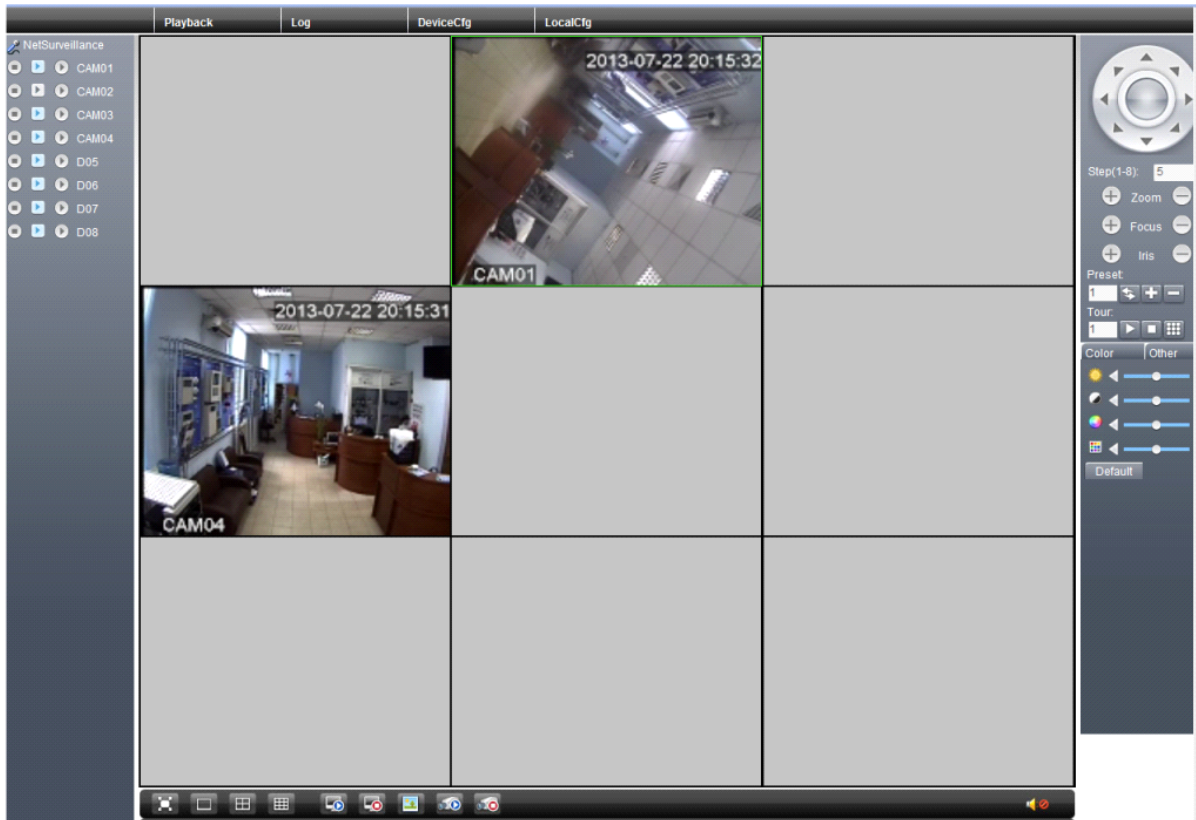 Playback Log DeviceCfg LocalCfg
NetSurveillance
CAM01
CAM02
CAM03
CAM04
D05
D06
D07
D08
2013-07-22 20:15:32
CAM01
2013-07-22 20:15:31
CAM04
Step(1-8): 5
Zoom
Focus
Iris
Preset:
1
Tour:
1
Color Other
Default